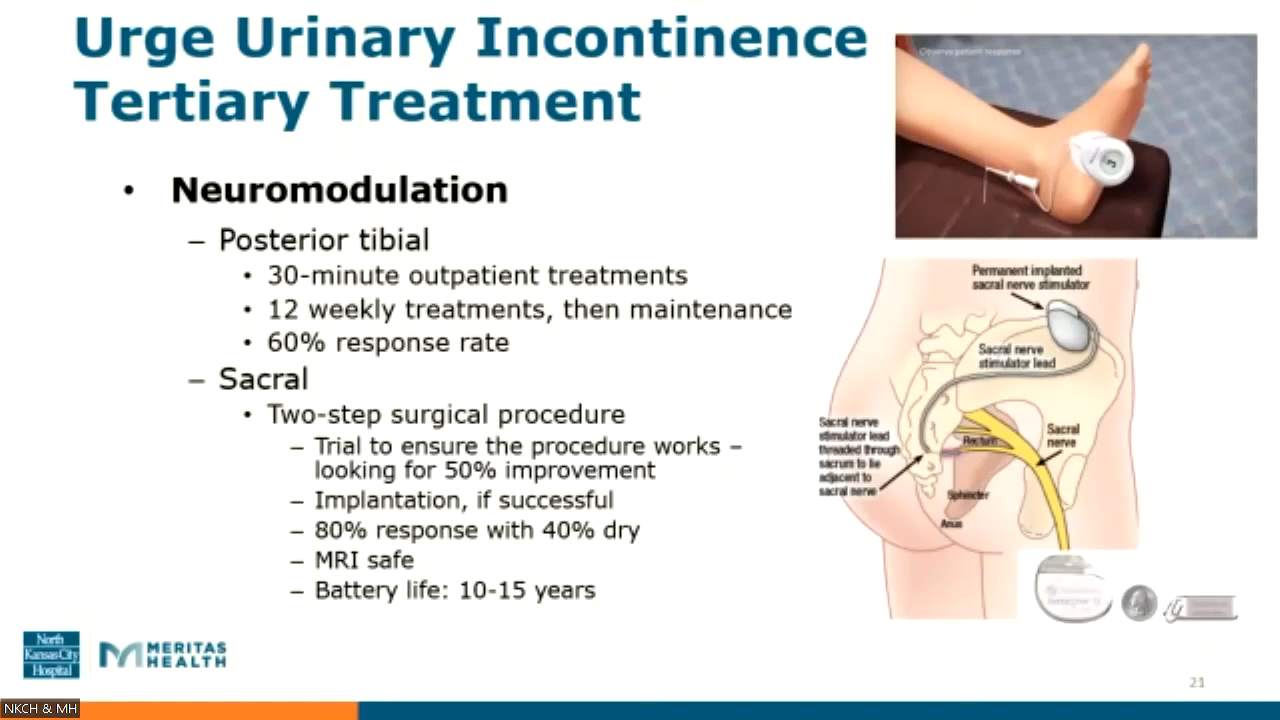 Urge Urinary Incontinence
Tertiary Treatment
• Neuromodulation
– Posterior tibial
• 30-minute outpatient treatments
• 12 weekly treatments, then maintenance
• 60% response rate
– Sacral
• Two-step surgical procedure
– Trial to ensure the procedure works –
looking for 50% improvement
– Implantation, if successful
– 80% response with 40% dry
– MRI safe
– Battery life: 10-15 years
Observe patient response
Permanent implanted
sacral nerve stimulator
Sacral nerve
stimulator lead
Sacral nerve
stimulator lead
threaded through
sacrum to lie
adjacent to
sacral nerve
Rectum
Sacral
nerve
Sphincter
Anus
North
KansasCity
Hospital
MERITAS
HEALTH
21
NKCH & MH